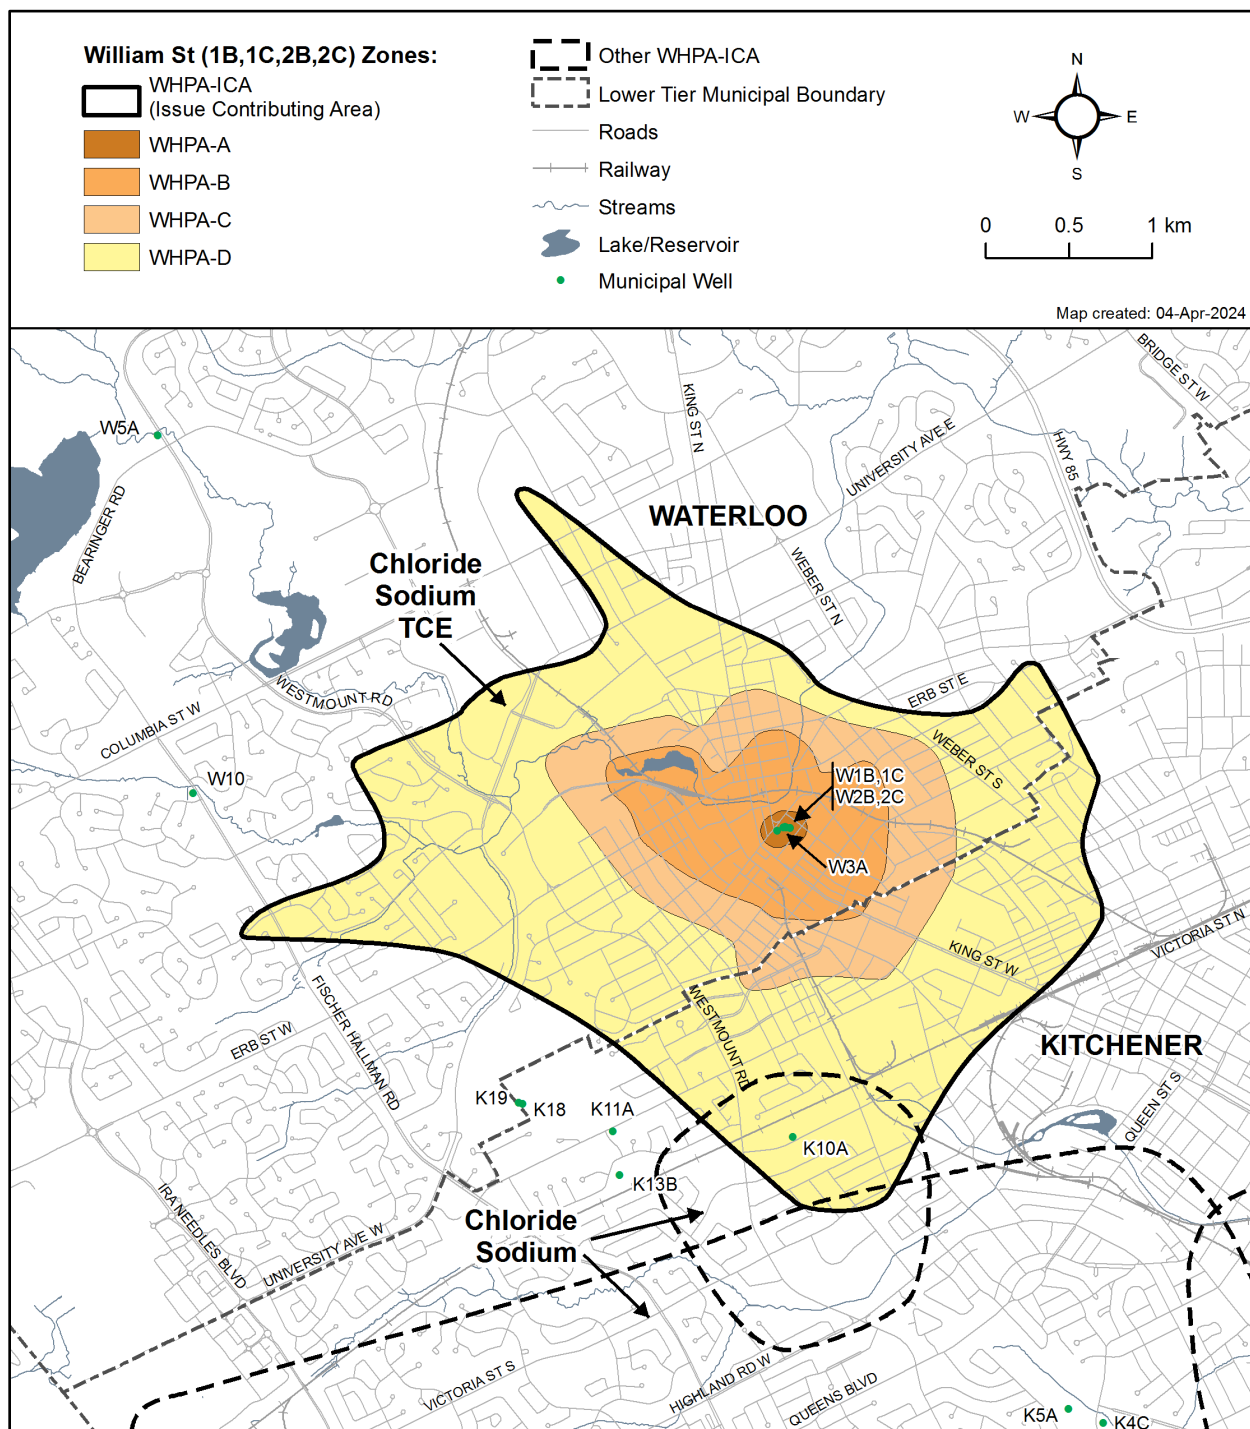 William St (1B,1C,2B,2C) Zones:
WHPA-ICA
(Issue Contributing Area)
WHPA-A
WHPA-B
WHPA-C
WHPA-D
Other WHPA-ICA
Lower Tier Municipal Boundary
Roads
Railway
Streams
Lake/Reservoir
Municipal Well
N
W
E
S
0
0.5
1 km
Map created: 04-Apr-2024
BRIDGE ST W
KING ST N
W5A
UNIVERSITY AVE E
HWY 85
BEARINGER RD
WATERLOO
Chloride
Sodium
TCE
WEBER ST N
WESTMOUNT RD
ERB ST E
COLUMBIA ST W
WEBER ST S
W10
W1B,1C
W2B,2C
W3A
VICTORIA ST N
KING ST W
FISCHER HALLMAN RD
WESTMOUNT RD
ERB ST W
KITCHENER
K19
K18
K11A
QUEEN ST S
K10A
K13B
IRA NEEDLES BLVD
UNIVERSITY AVE W
Chloride
Sodium
VICTORIA ST S
HIGHLAND RD W
QUEENS BLVD
K5A
K4C